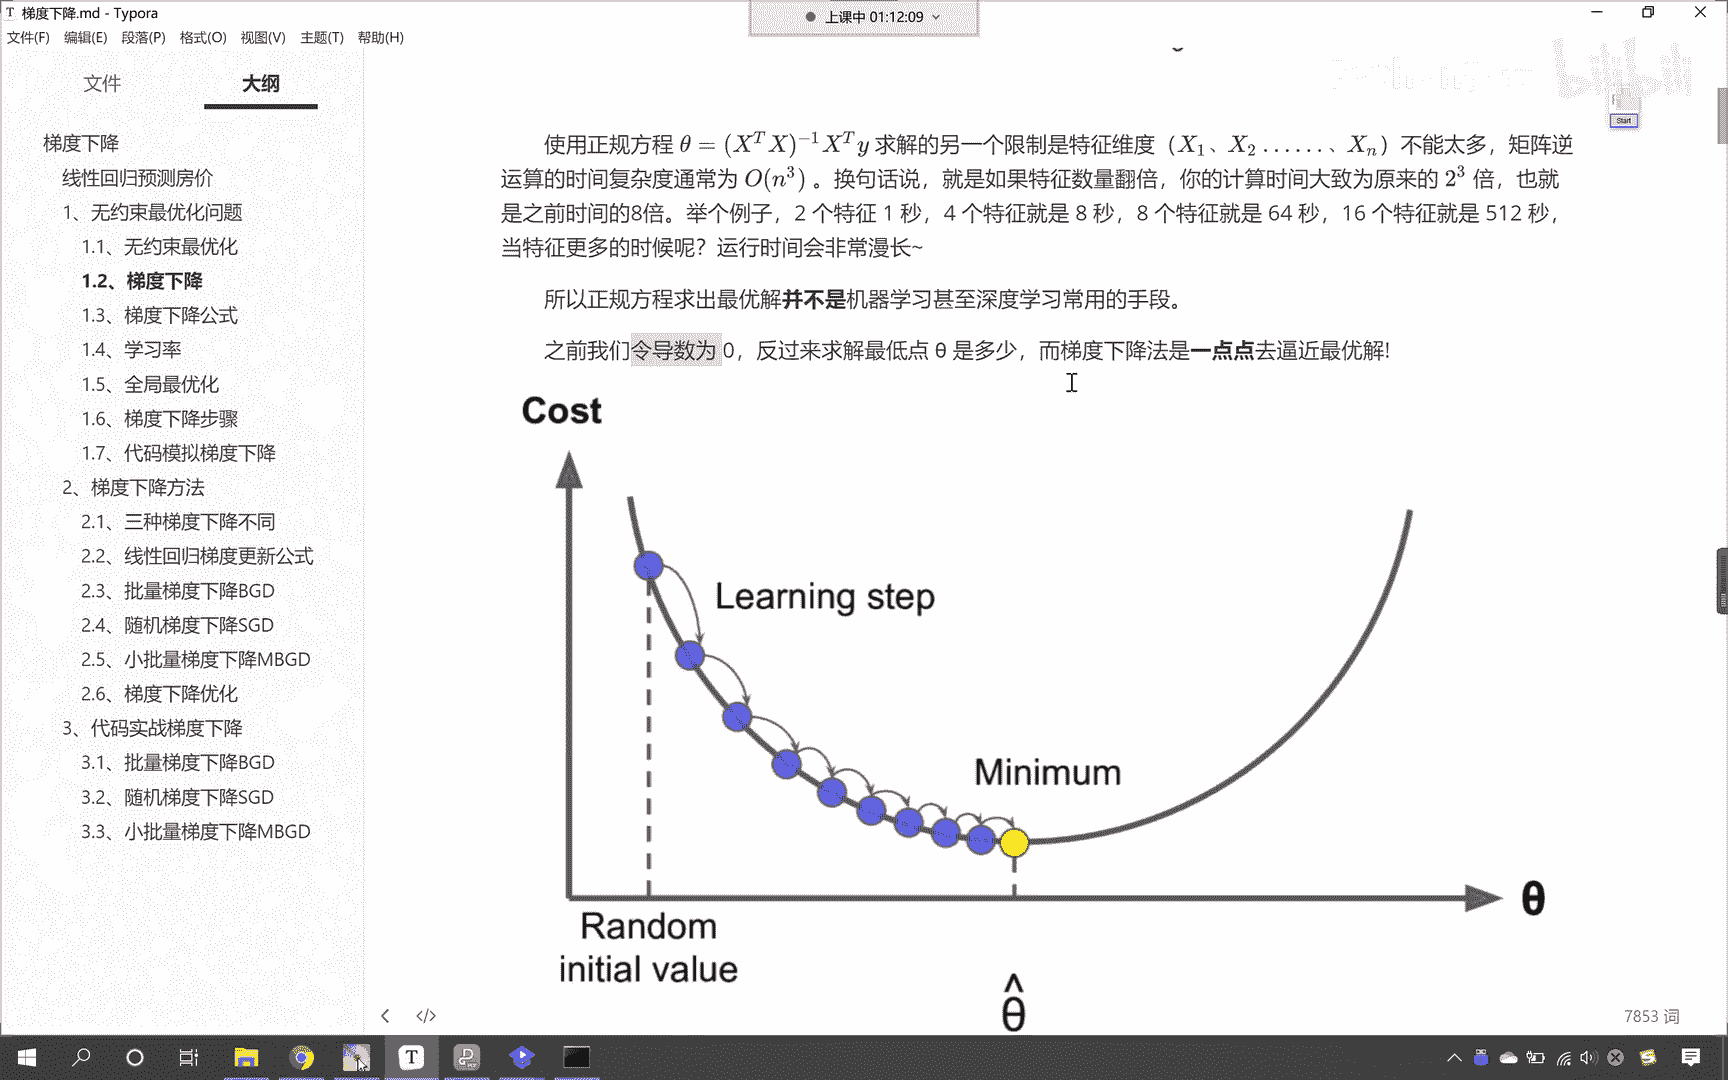 梯度下降.md - Typora
上课中 01:12:09
文件(F) 编辑(E) 段落(P) 格式(O) 视图(V) 主题(T) 帮助(H)
文件 大纲
梯度下降
线性回归预测房价
1、无约束最优化问题
1.1、无约束最优化
1.2、梯度下降
1.3、梯度下降公式
1.4、学习率
1.5、全局最优化
1.6、梯度下降步骤
1.7、代码模拟梯度下降
2、梯度下降方法
2.1、三种梯度下降不同
2.2、线性回归梯度更新公式
2.3、批量梯度下降BGD
2.4、随机梯度下降SGD
2.5、小批量梯度下降MBGD
2.6、梯度下降优化
3、代码实战梯度下降
3.1、批量梯度下降BGD
3.2、随机梯度下降SGD
3.3、小批量梯度下降MBGD
bilibili
Start
使用正规方程 θ = (XᵀX)⁻¹Xᵀy 求解的另一个限制是特征维度（X₁、X₂ ......、Xₙ）不能太多，矩阵逆
运算的时间复杂度通常为 O(n³) 。换句话说，就是如果特征数量翻倍，你的计算时间大致为原来的 2³ 倍，也就
是之前时间的8倍。举个例子，2 个特征 1 秒，4 个特征就是 8 秒，8 个特征就是 64 秒，16 个特征就是 512 秒，
当特征更多的时候呢？运行时间会非常漫长~
所以正规方程求出最优解并不是机器学习甚至深度学习常用的手段。
之前我们令导数为 0，反过来求解最低点 θ 是多少，而梯度下降法是一点点去逼近最优解!
Cost
Learning step
Minimum
θ
Random
initial value
θ̂
7853 词